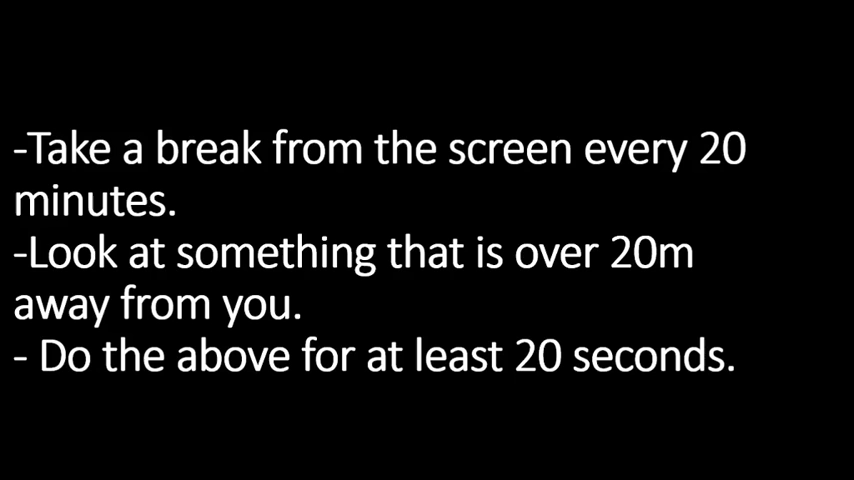 -Take a break from the screen every 20
minutes.
-Look at something that is over 20m
away from you.
- Do the above for at least 20 seconds.